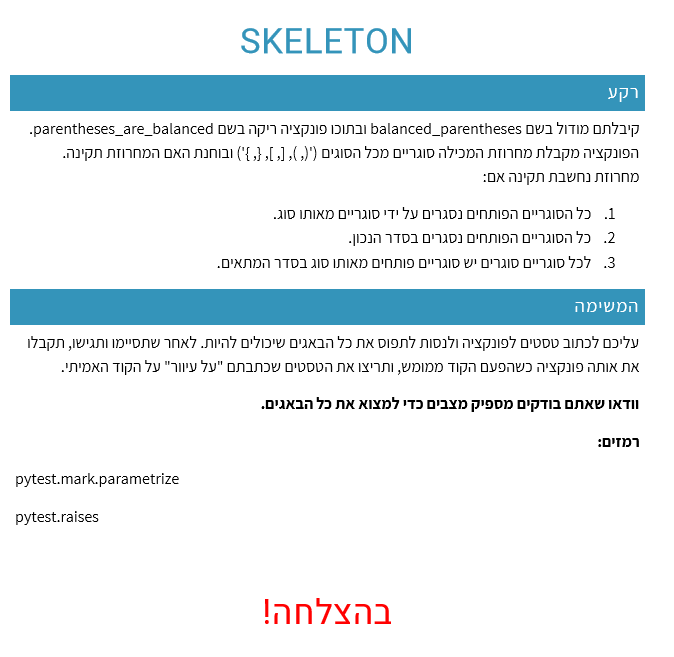 SKELETON
רקע
קיבלתם מודול בשם balanced_parentheses ובתוכו פונקציה ריקה בשם parentheses_are_balanced.
הפונקציה מקבלת מחרוזת המכילה סוגריים מכל הסוגים ('(, ), [, ], {, }') ובוחנת האם המחרוזת תקינה.
מחרוזת נחשבת תקינה אם:
1. כל הסוגריים הפותחים נסגרים על ידי סוגריים מאותו סוג.
2. כל הסוגריים הפותחים נסגרים בסדר הנכון.
3. לכל סוגריים סוגרים יש סוגריים פותחים מאותו סוג בסדר המתאים.
המשימה
עליכם לכתוב טסטים לפונקציה ולנסות לתפוס את כל הבאגים שיכולים להיות. לאחר שתסיימו ותגישו, תקבלו
את אותה פונקציה כשהפעם הקוד ממומש, ותריצו את הטסטים שכתבתם "על עיוור" על הקוד האמיתי.
וודאו שאתם בודקים מספיק מצבים כדי למצוא את כל הבאגים.
רמזים:
pytest.mark.parametrize
pytest.raises
בהצלחה!